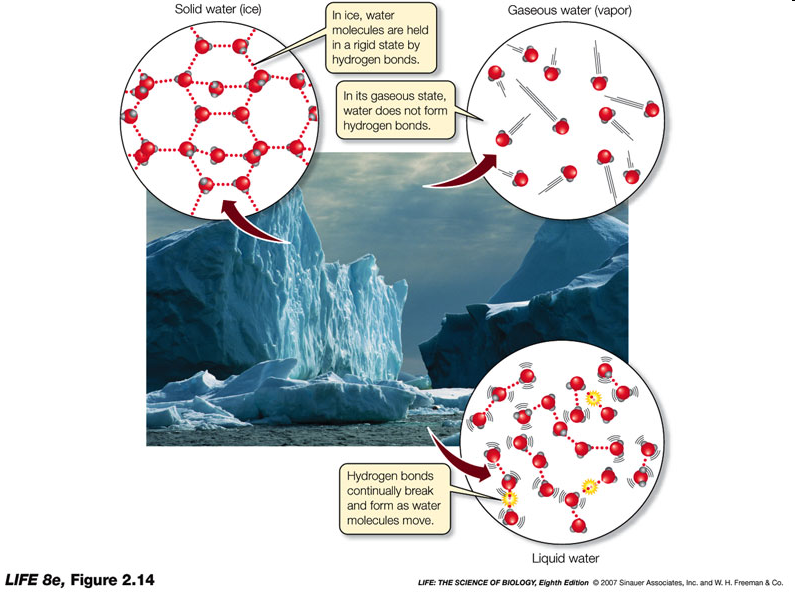 Solid water (ice)
In ice, water
molecules are held
in a rigid state by
hydrogen bonds.
Gaseous water (vapor)
In its gaseous state,
water does not form
hydrogen bonds.
Hydrogen bonds
continually break
and form as water
molecules move.
Liquid water
LIFE 8e, Figure 2.14
LIFE: THE SCIENCE OF BIOLOGY, Eighth Edition © 2007 Sinauer Associates, Inc. and W. H. Freeman & Co.